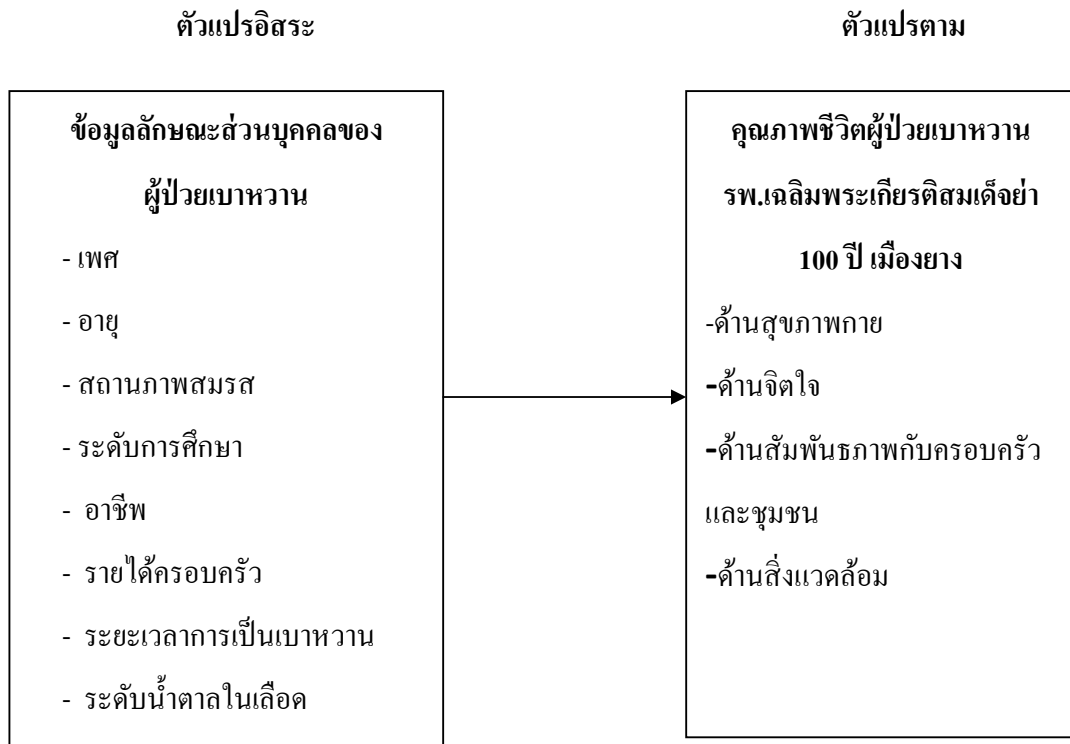 ตัวแปรอิสระ
ตัวแปรตาม
ข้อมูลลักษณะส่วนบุคคลของ
ผู้ป่วยเบาหวาน
- เพศ
- อายุ
- สถานภาพสมรส
- ระดับการศึกษา
- อาชีพ
- รายได้ครอบครัว
- ระยะเวลาการเป็นเบาหวาน
- ระดับน้ำตาลในเลือด
คุณภาพชีวิตผู้ป่วยเบาหวาน
รพ.เฉลิมพระเกียรติสมเด็จย่า
100 ปี เมืองยาง
-ด้านสุขภาพกาย
-ด้านจิตใจ
-ด้านสัมพันธภาพกับครอบครัว
และชุมชน
-ด้านสิ่งแวดล้อม